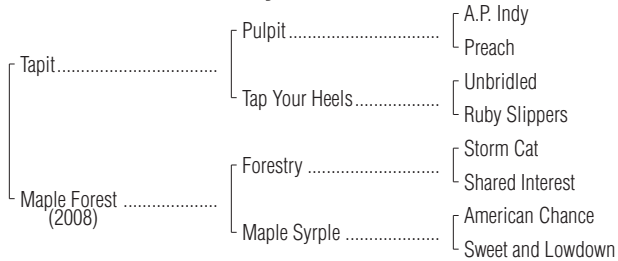 A.P. Indy
Pulpit
Preach
Tapit
Unbridled
Tap Your Heels
Ruby Slippers
Storm Cat
Forestry
Shared Interest
Maple Forest
(2008)
American Chance
Maple Syrple
Sweet and Lowdown